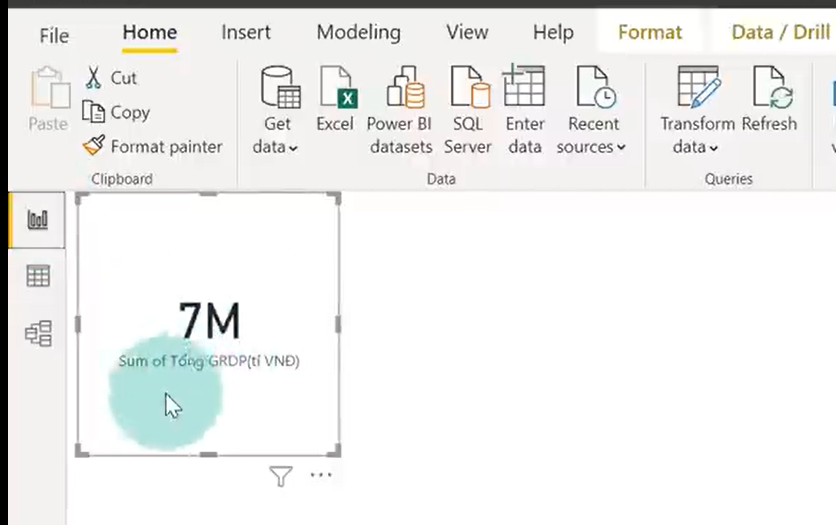 File Home Insert Modeling View Help Format Data / Drill
Cut
Copy
Paste
Format painter
Clipboard
Get data
Excel
Power BI datasets
SQL Server
Enter data
Recent sources
Data
Transform data
Refresh
Queries
7M
Sum of Tổng GRDP(tỉ VNĐ)